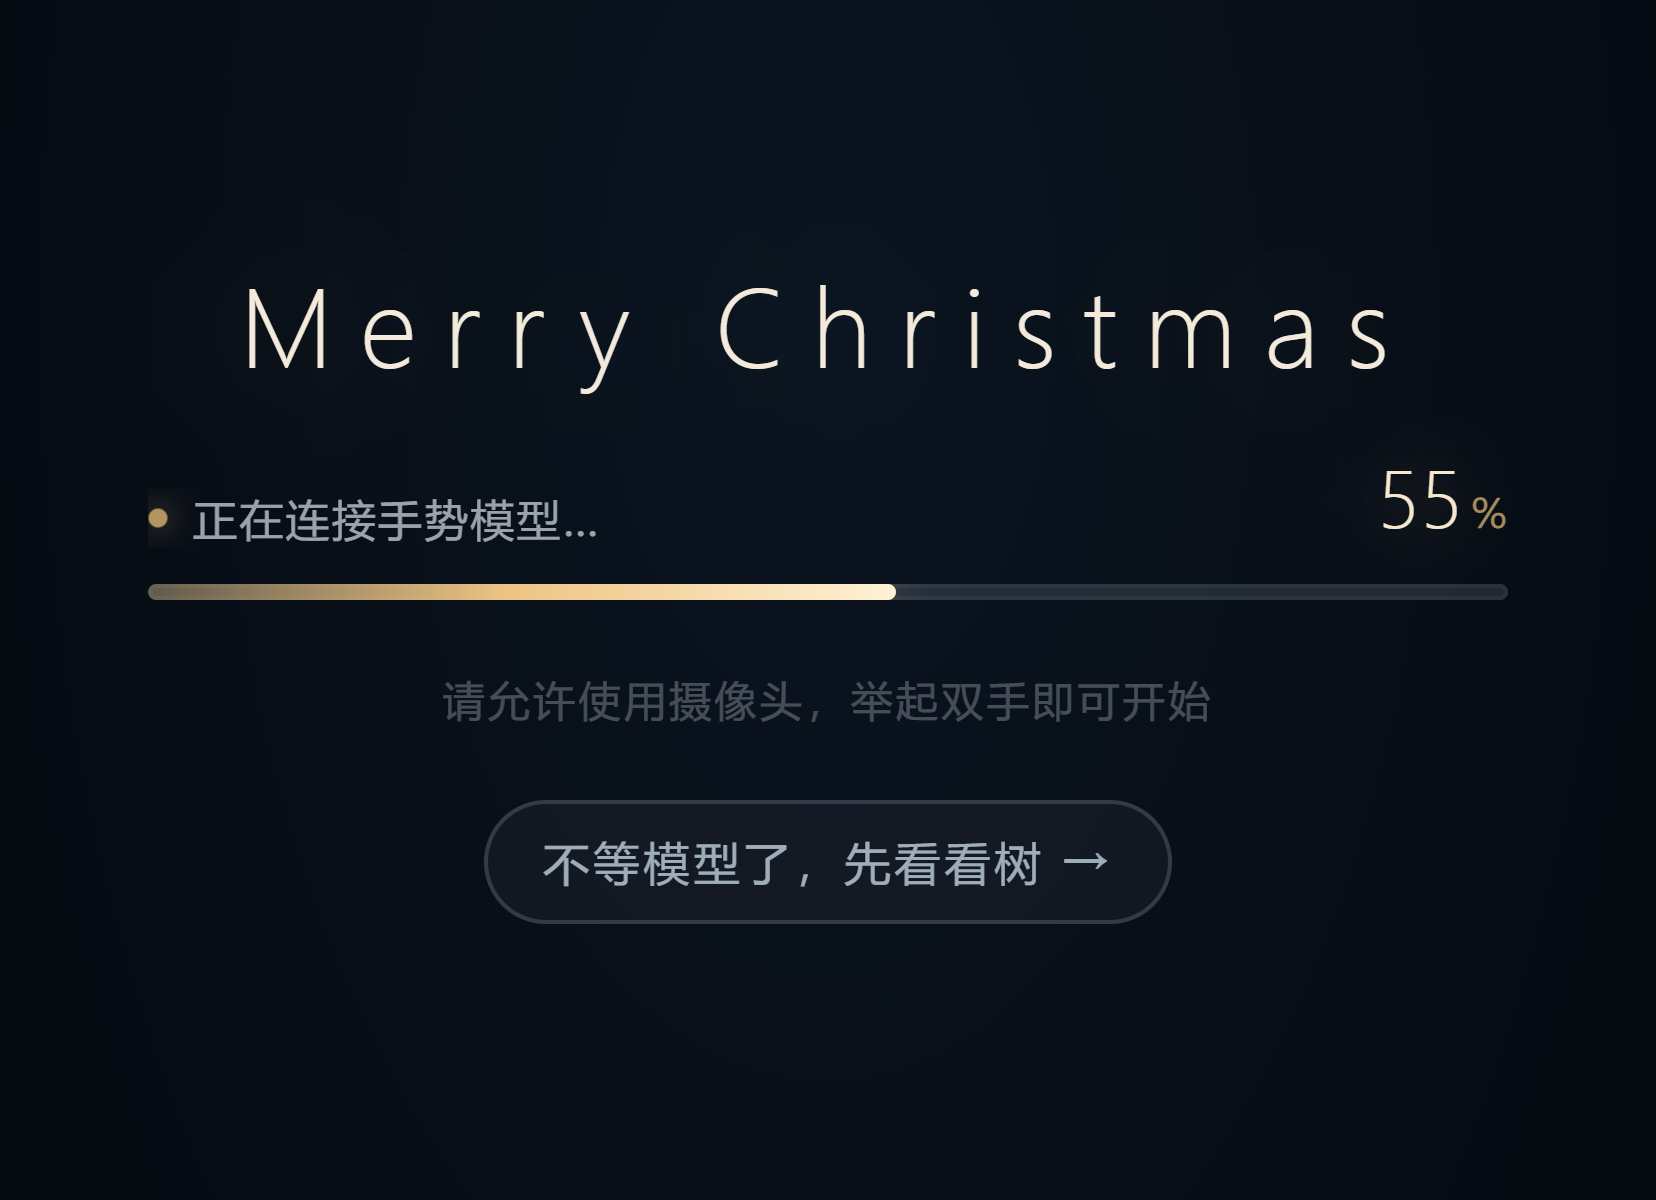 Merry Christmas
正在连接手势模型...
55%
请允许使用摄像头，举起双手即可开始
不等模型了，先看看树 →